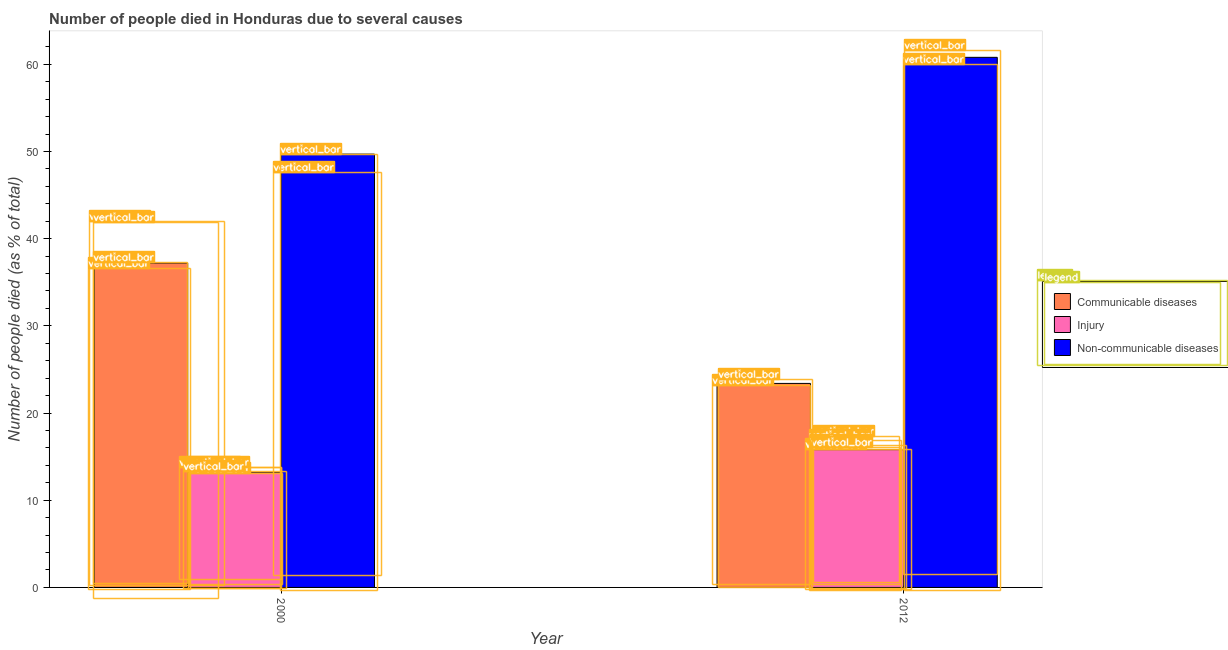 Number of people died in Honduras due to several causes
vertical_bar
vertical_bar
vertical_bar
vertical_bar
vertical_bar
vertical_bar
vertical_bar
vertical_bar
vertical_bar
vertical_bar
vertical_bar
vertical_bar
60
50
40
30
20
10
0
Number of people died (as % of total)
2000
2012
Year
legend
Communicable diseases
Injury
Non-communicable diseases